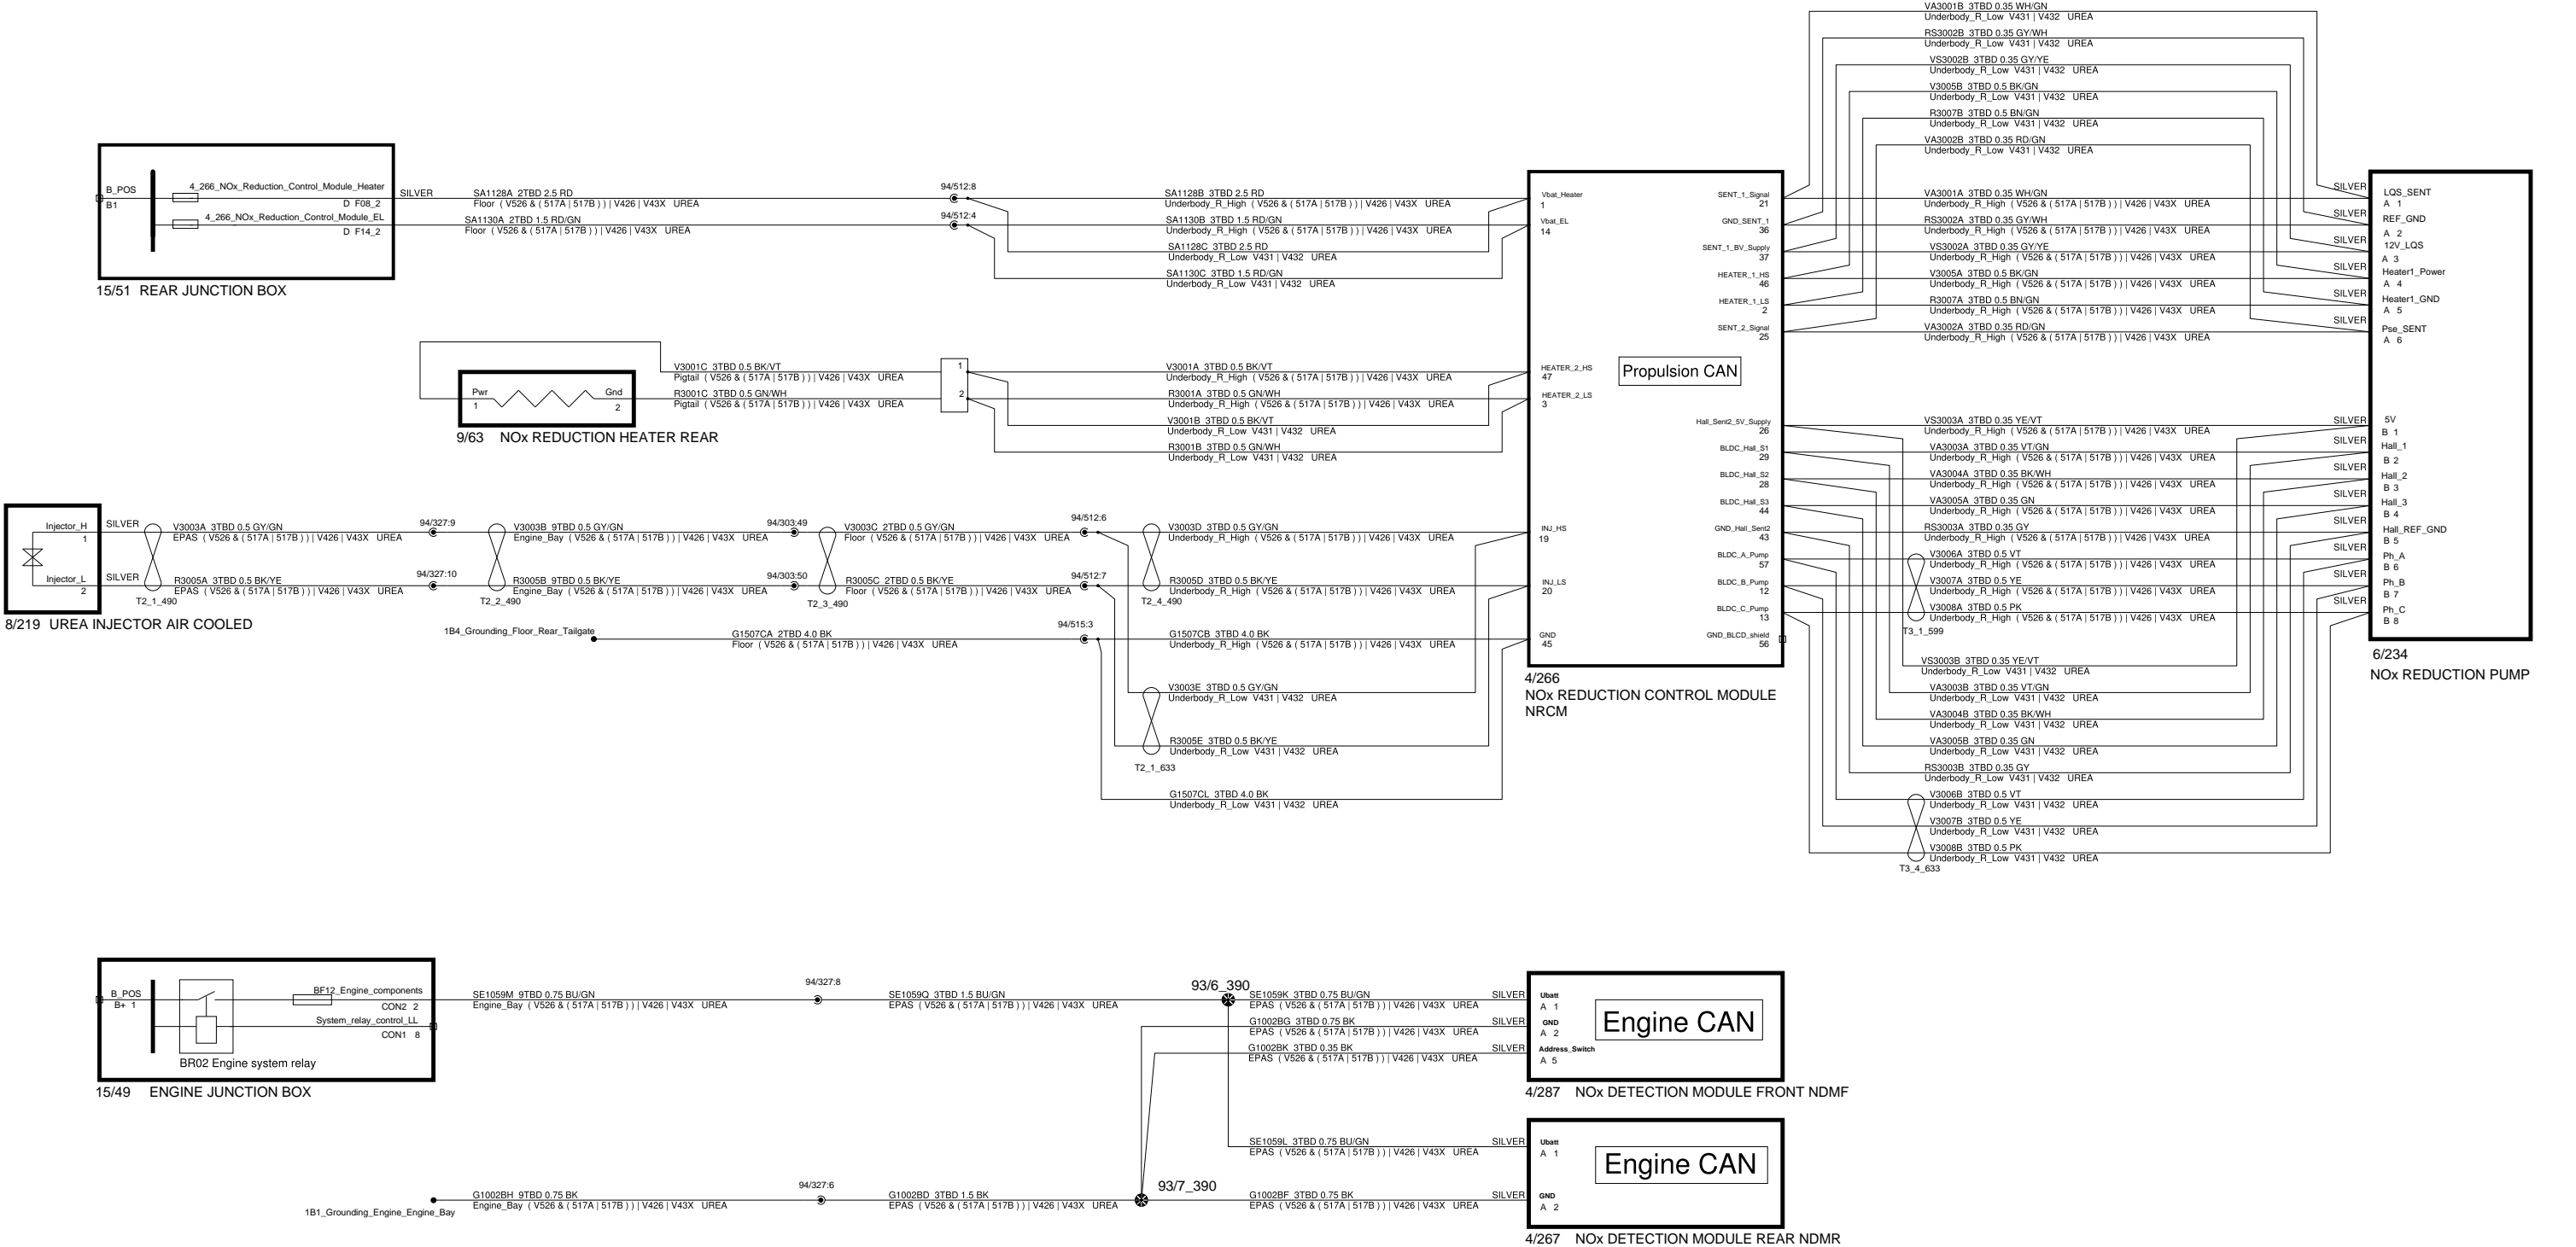 VA3001B 3TBD 0.35 WH/GN
Underbody_R_Low V431 | V432 UREA
RS3002B 3TBD 0.35 GY/WH
Underbody_R_Low V431 | V432 UREA
VS3002B 3TBD 0.35 GY/YE
Underbody_R_Low V431 | V432 UREA
V3005B 3TBD 0.5 BK/GN
Underbody_R_Low V431 | V432 UREA
R3007B 3TBD 0.5 BN/GN
Underbody_R_Low V431 | V432 UREA
VA3002B 3TBD 0.35 RD/GN
Underbody_R_Low V431 | V432 UREA
B_POS
B1
4_266_NOx_Reduction_Control_Module_Heater
D F08_2
4_266_NOx_Reduction_Control_Module_EL
D F14_2
15/51 REAR JUNCTION BOX
SILVER
SA1128A 2TBD 2.5 RD
Floor ( V526 & ( 517A | 517B ) ) | V426 | V43X UREA
SA1130A 2TBD 1.5 RD/GN
Floor ( V526 & ( 517A | 517B ) ) | V426 | V43X UREA
94/512:8
94/512:4
SA1128B 3TBD 2.5 RD
Underbody_R_High ( V526 & ( 517A | 517B ) ) | V426 | V43X UREA
SA1130B 3TBD 1.5 RD/GN
Underbody_R_High ( V526 & ( 517A | 517B ) ) | V426 | V43X UREA
SA1128C 3TBD 2.5 RD
Underbody_R_Low V431 | V432 UREA
SA1130C 3TBD 1.5 RD/GN
Underbody_R_Low V431 | V432 UREA
Pwr
1
Gnd
2
9/63 NOx REDUCTION HEATER REAR
V3001C 3TBD 0.5 BK/VT
Pigtail ( V526 & ( 517A | 517B ) ) | V426 | V43X UREA
R3001C 3TBD 0.5 GN/WH
Pigtail ( V526 & ( 517A | 517B ) ) | V426 | V43X UREA
1
2
V3001A 3TBD 0.5 BK/VT
Underbody_R_High ( V526 & ( 517A | 517B ) ) | V426 | V43X UREA
R3001A 3TBD 0.5 GN/WH
Underbody_R_High ( V526 & ( 517A | 517B ) ) | V426 | V43X UREA
V3001B 3TBD 0.5 BK/VT
Underbody_R_Low V431 | V432 UREA
R3001B 3TBD 0.5 GN/WH
Underbody_R_Low V431 | V432 UREA
Injector_H
1
Injector_L
2
8/219 UREA INJECTOR AIR COOLED
SILVER
SILVER
V3003A 3TBD 0.5 GY/GN
EPAS ( V526 & ( 517A | 517B ) ) | V426 | V43X UREA
R3005A 3TBD 0.5 BK/YE
EPAS ( V526 & ( 517A | 517B ) ) | V426 | V43X UREA
T2_1_490
94/327:9
94/327:10
V3003B 9TBD 0.5 GY/GN
Engine_Bay ( V526 & ( 517A | 517B ) ) | V426 | V43X UREA
R3005B 9TBD 0.5 BK/YE
Engine_Bay ( V526 & ( 517A | 517B ) ) | V426 | V43X UREA
T2_2_490
94/303:49
94/303:50
V3003C 2TBD 0.5 GY/GN
Floor ( V526 & ( 517A | 517B ) ) | V426 | V43X UREA
R3005C 2TBD 0.5 BK/YE
Floor ( V526 & ( 517A | 517B ) ) | V426 | V43X UREA
T2_3_490
94/512:6
94/512:7
V3003D 3TBD 0.5 GY/GN
Underbody_R_High ( V526 & ( 517A | 517B ) ) | V426 | V43X UREA
R3005D 3TBD 0.5 BK/YE
Underbody_R_High ( V526 & ( 517A | 517B ) ) | V426 | V43X UREA
T2_4_490
1B4_Grounding_Floor_Rear_Tailgate
G1507CA 2TBD 4.0 BK
Floor ( V526 & ( 517A | 517B ) ) | V426 | V43X UREA
94/515:3
G1507CB 3TBD 4.0 BK
Underbody_R_High ( V526 & ( 517A | 517B ) ) | V426 | V43X UREA
V3003E 3TBD 0.5 GY/GN
Underbody_R_Low V431 | V432 UREA
R3005E 3TBD 0.5 BK/YE
Underbody_R_Low V431 | V432 UREA
T2_1_633
G1507CL 3TBD 4.0 BK
Underbody_R_Low V431 | V432 UREA
Vbat_Heater
1
Vbat_EL
14
HEATER_2_HS
47
HEATER_2_LS
3
INJ_HS
19
INJ_LS
20
GND
45
Propulsion CAN
SENT_1_Signal
21
GND_SENT_1
36
SENT_1_BV_Supply
37
HEATER_1_HS
46
HEATER_1_LS
2
SENT_2_Signal
25
Hall_Sent2_5V_Supply
26
BLDC_Hall_S1
29
BLDC_Hall_S2
28
BLDC_Hall_S3
44
GND_Hall_Sent2
43
BLDC_A_Pump
57
BLDC_B_Pump
12
BLDC_C_Pump
13
GND_BLCD_shield
56
4/266
NOx REDUCTION CONTROL MODULE
NRCM
VA3001A 3TBD 0.35 WH/GN
Underbody_R_High ( V526 & ( 517A | 517B ) ) | V426 | V43X UREA
RS3002A 3TBD 0.35 GY/WH
Underbody_R_High ( V526 & ( 517A | 517B ) ) | V426 | V43X UREA
VS3002A 3TBD 0.35 GY/YE
Underbody_R_High ( V526 & ( 517A | 517B ) ) | V426 | V43X UREA
V3005A 3TBD 0.5 BK/GN
Underbody_R_High ( V526 & ( 517A | 517B ) ) | V426 | V43X UREA
R3007A 3TBD 0.5 BN/GN
Underbody_R_High ( V526 & ( 517A | 517B ) ) | V426 | V43X UREA
VA3002A 3TBD 0.35 RD/GN
Underbody_R_High ( V526 & ( 517A | 517B ) ) | V426 | V43X UREA
VS3003A 3TBD 0.35 YE/VT
Underbody_R_High ( V526 & ( 517A | 517B ) ) | V426 | V43X UREA
VA3003A 3TBD 0.35 VT/GN
Underbody_R_High ( V526 & ( 517A | 517B ) ) | V426 | V43X UREA
VA3004A 3TBD 0.35 BK/WH
Underbody_R_High ( V526 & ( 517A | 517B ) ) | V426 | V43X UREA
VA3005A 3TBD 0.35 GN
Underbody_R_High ( V526 & ( 517A | 517B ) ) | V426 | V43X UREA
RS3003A 3TBD 0.35 GY
Underbody_R_High ( V526 & ( 517A | 517B ) ) | V426 | V43X UREA
V3006A 3TBD 0.5 VT
Underbody_R_High ( V526 & ( 517A | 517B ) ) | V426 | V43X UREA
V3007A 3TBD 0.5 YE
Underbody_R_High ( V526 & ( 517A | 517B ) ) | V426 | V43X UREA
V3008A 3TBD 0.5 PK
Underbody_R_High ( V526 & ( 517A | 517B ) ) | V426 | V43X UREA
T3_1_599
VS3003B 3TBD 0.35 YE/VT
Underbody_R_Low V431 | V432 UREA
VA3003B 3TBD 0.35 VT/GN
Underbody_R_Low V431 | V432 UREA
VA3004B 3TBD 0.35 BK/WH
Underbody_R_Low V431 | V432 UREA
VA3005B 3TBD 0.35 GN
Underbody_R_Low V431 | V432 UREA
RS3003B 3TBD 0.35 GY
Underbody_R_Low V431 | V432 UREA
V3006B 3TBD 0.5 VT
Underbody_R_Low V431 | V432 UREA
V3007B 3TBD 0.5 YE
Underbody_R_Low V431 | V432 UREA
V3008B 3TBD 0.5 PK
Underbody_R_Low V431 | V432 UREA
T3_4_633
SILVER
SILVER
SILVER
SILVER
SILVER
SILVER
SILVER
SILVER
SILVER
SILVER
SILVER
SILVER
SILVER
SILVER
LQS_SENT
A 1
REF_GND
A 2
12V_LQS
A 3
Heater1_Power
A 4
Heater1_GND
A 5
Pse_SENT
A 6
5V
B 1
Hall_1
B 2
Hall_2
B 3
Hall_3
B 4
Hall_REF_GND
B 5
Ph_A
B 6
Ph_B
B 7
Ph_C
B 8
6/234
NOx REDUCTION PUMP
B_POS
B+ 1
BF12_Engine_components
CON2 2
System_relay_control_LL
CON1 8
BR02 Engine system relay
15/49 ENGINE JUNCTION BOX
SE1059M 9TBD 0.75 BU/GN
Engine_Bay ( V526 & ( 517A | 517B ) ) | V426 | V43X UREA
94/327:8
SE1059Q 3TBD 1.5 BU/GN
EPAS ( V526 & ( 517A | 517B ) ) | V426 | V43X UREA
93/6_390
SE1059K 3TBD 0.75 BU/GN
EPAS ( V526 & ( 517A | 517B ) ) | V426 | V43X UREA
G1002BG 3TBD 0.75 BK
EPAS ( V526 & ( 517A | 517B ) ) | V426 | V43X UREA
G1002BK 3TBD 0.35 BK
EPAS ( V526 & ( 517A | 517B ) ) | V426 | V43X UREA
SILVER
SILVER
SILVER
Ubatt
A 1
GND
A 2
Address_Switch
A 5
Engine CAN
4/287 NOx DETECTION MODULE FRONT NDMF
SE1059L 3TBD 0.75 BU/GN
EPAS ( V526 & ( 517A | 517B ) ) | V426 | V43X UREA
SILVER
Ubatt
A 1
Engine CAN
1B1_Grounding_Engine_Engine_Bay
G1002BH 9TBD 0.75 BK
Engine_Bay ( V526 & ( 517A | 517B ) ) | V426 | V43X UREA
94/327:6
G1002BD 3TBD 1.5 BK
EPAS ( V526 & ( 517A | 517B ) ) | V426 | V43X UREA
93/7_390
G1002BF 3TBD 0.75 BK
EPAS ( V526 & ( 517A | 517B ) ) | V426 | V43X UREA
SILVER
GND
A 2
4/267 NOx DETECTION MODULE REAR NDMR